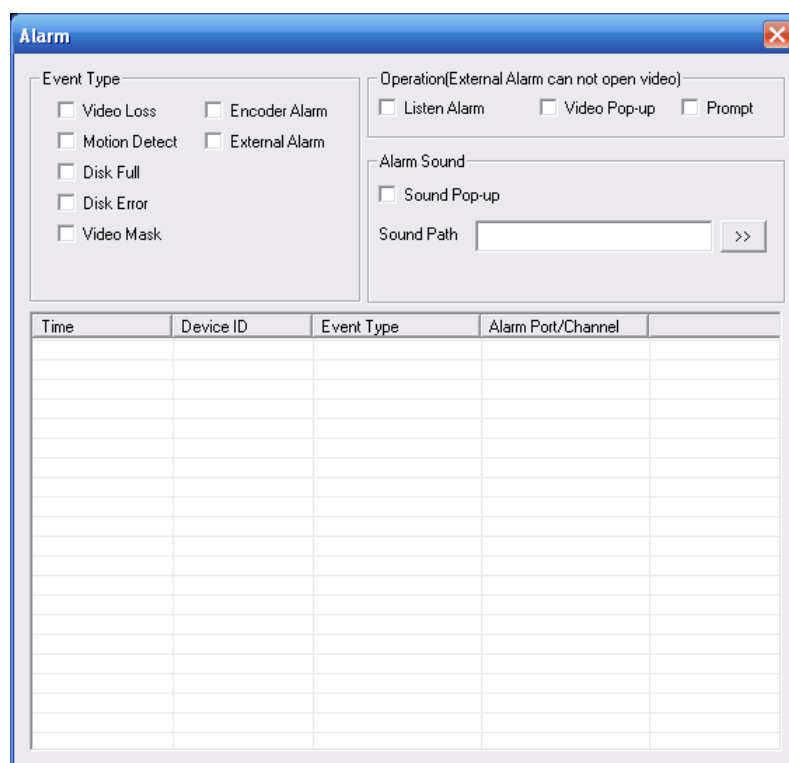 Alarm
Event Type
Video Loss
Encoder Alarm
Motion Detect
External Alarm
Disk Full
Disk Error
Video Mask
Operation(External Alarm can not open video)
Listen Alarm
Video Pop-up
Prompt
Alarm Sound
Sound Pop-up
Sound Path
>>
Time
Device ID
Event Type
Alarm Port/Channel